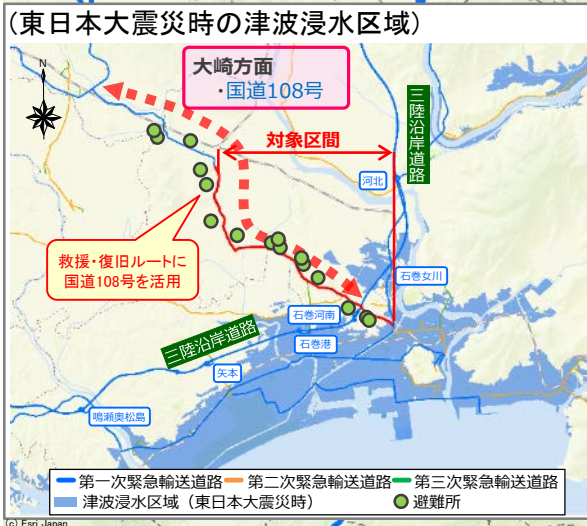 (東日本大震災時の津波浸水区域)
N
大崎方面
・国道108号
三陸沿岸道路
対象区間
河北
救援・復旧ルートに
国道108号を活用
石巻女川
石巻河南
三陸沿岸道路
石巻港
矢本
鳴瀬奥松島
第一次緊急輸送道路 第二次緊急輸送道路 第三次緊急輸送道路
津波浸水区域（東日本大震災時） 避難所
(c) Esri Japan